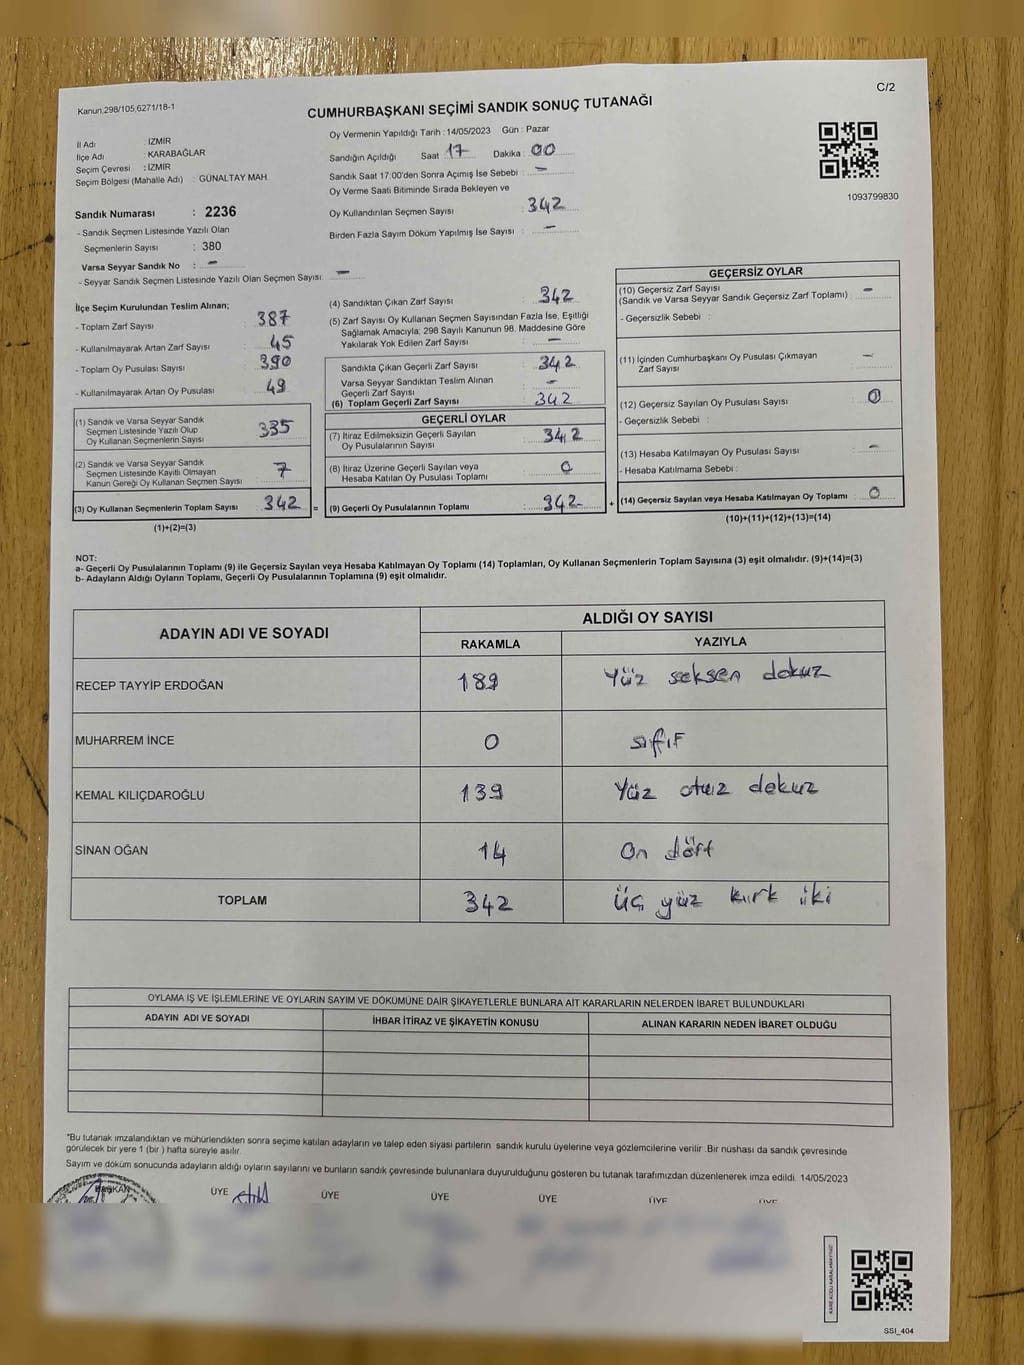 Kanun:298/105,6271/18-1
C/2
CUMHURBAŞKANI SEÇİMİ SANDIK SONUÇ TUTANAĞI
İl Adı : İZMİR
İlçe Adı : KARABAĞLAR
Seçim Çevresi : İZMİR
Seçim Bölgesi (Mahalle Adı) : GÜNALTAY MAH.
Sandık Numarası : 2236
- Sandık Seçmen Listesinde Yazılı Olan
Seçmenlerin Sayısı : 380
Varsa Seyyar Sandık No : -
- Seyyar Sandık Seçmen Listesinde Yazılı Olan Seçmen Sayısı: -
Oy Vermenin Yapıldığı Tarih : 14/05/2023 Gün : Pazar
Sandığın Açıldığı Saat : 17 Dakika : 00
Sandık Saat 17:00'den Sonra Açımış İse Sebebi : -
Oy Verme Saati Bitiminde Sırada Bekleyen ve
Oy Kullandırılan Seçmen Sayısı : 342
Birden Fazla Sayım Döküm Yapılmış İse Sayısı : -
1093799830
İlçe Seçim Kurulundan Teslim Alınan;
- Toplam Zarf Sayısı : 387
- Kullanılmayarak Artan Zarf Sayısı : 45
- Toplam Oy Pusulası Sayısı : 390
- Kullanılmayarak Artan Oy Pusulası : 49
(1) Sandık ve Varsa Seyyar Sandık
Seçmen Listesinde Yazılı Olup
Oy Kullanan Seçmenlerin Sayısı : 335
(2) Sandık ve Varsa Seyyar Sandık
Seçmen Listesinde Kayıtlı Olmayan
Kanun Gereği Oy Kullanan Seçmen Sayısı : 7
(3) Oy Kullanan Seçmenlerin Toplam Sayısı : 342 =
(1)+(2)=(3)
(4) Sandıktan Çıkan Zarf Sayısı : 342
(5) Zarf Sayısı Oy Kullanan Seçmen Sayısından Fazla İse, Eşitliği
Sağlamak Amacıyla; 298 Sayılı Kanunun 98. Maddesine Göre
Yakılarak Yok Edilen Zarf Sayısı : -
Sandıkta Çıkan Geçerli Zarf Sayısı : 342
Varsa Seyyar Sandıktan Teslim Alınan
Geçerli Zarf Sayısı : -
(6) Toplam Geçerli Zarf Sayısı : 342
GEÇERLİ OYLAR
(7) İtiraz Edilmeksizin Geçerli Sayılan
Oy Pusulalarının Sayısı : 342
(8) İtiraz Üzerine Geçerli Sayılan veya
Hesaba Katılan Oy Pusulası Toplamı : 0
(9) Geçerli Oy Pusulalarının Toplamı : 342 +
GEÇERSİZ OYLAR
(10) Geçersiz Zarf Sayısı
(Sandık ve Varsa Seyyar Sandık Geçersiz Zarf Toplamı) : -
- Geçersizlik Sebebi :
(11) İçinden Cumhurbaşkanı Oy Pusulası Çıkmayan
Zarf Sayısı : -
(12) Geçersiz Sayılan Oy Pusulası Sayısı : 0
- Geçersizlik Sebebi :
(13) Hesaba Katılmayan Oy Pusulası Sayısı : -
- Hesaba Katılmama Sebebi :
(14) Geçersiz Sayılan veya Hesaba Katılmayan Oy Toplamı : 0
(10)+(11)+(12)+(13)=(14)
NOT:
a- Geçerli Oy Pusulalarının Toplamı (9) ile Geçersiz Sayılan veya Hesaba Katılmayan Oy Toplamı (14) Toplamları, Oy Kullanan Seçmenlerin Toplam Sayısına (3) eşit olmalıdır. (9)+(14)=(3)
b- Adayların Aldığı Oyların Toplamı, Geçerli Oy Pusulalarının Toplamına (9) eşit olmalıdır.
ADAYIN ADI VE SOYADI
ALDIĞI OY SAYISI
RAKAMLA YAZIYLA
RECEP TAYYİP ERDOĞAN 189 Yüz seksen dokuz
MUHARREM İNCE 0 sıfır
KEMAL KILIÇDAROĞLU 139 Yüz otuz dokuz
SİNAN OĞAN 14 On dört
TOPLAM 342 üç yüz kırk iki
OYLAMA İŞ VE İŞLEMLERİNE VE OYLARIN SAYIM VE DÖKÜMÜNE DAİR ŞİKAYETLERLE BUNLARA AİT KARARLARIN NELERDEN İBARET BULUNDUKLARI
ADAYIN ADI VE SOYADI İHBAR İTİRAZ VE ŞİKAYETİN KONUSU ALINAN KARARIN NEDEN İBARET OLDUĞU
*Bu tutanak imzalandıktan ve mühürlendikten sonra seçime katılan adayların ve talep eden siyasi partilerin sandık kurulu üyelerine veya gözlemcilerine verilir .Bir nüshası da sandık çevresinde
görülecek bir yere 1 (bir ) hafta süreyle asılır.
Sayım ve döküm sonucunda adayların aldığı oyların sayılarını ve bunların sandık çevresinde bulunanlara duyurulduğunu gösteren bu tutanak tarafımızdan düzenlenerek imza edildi. 14/05/2023
BAŞKAN ÜYE ÜYE ÜYE ÜYE ÜYE ÜYE
SSI_404